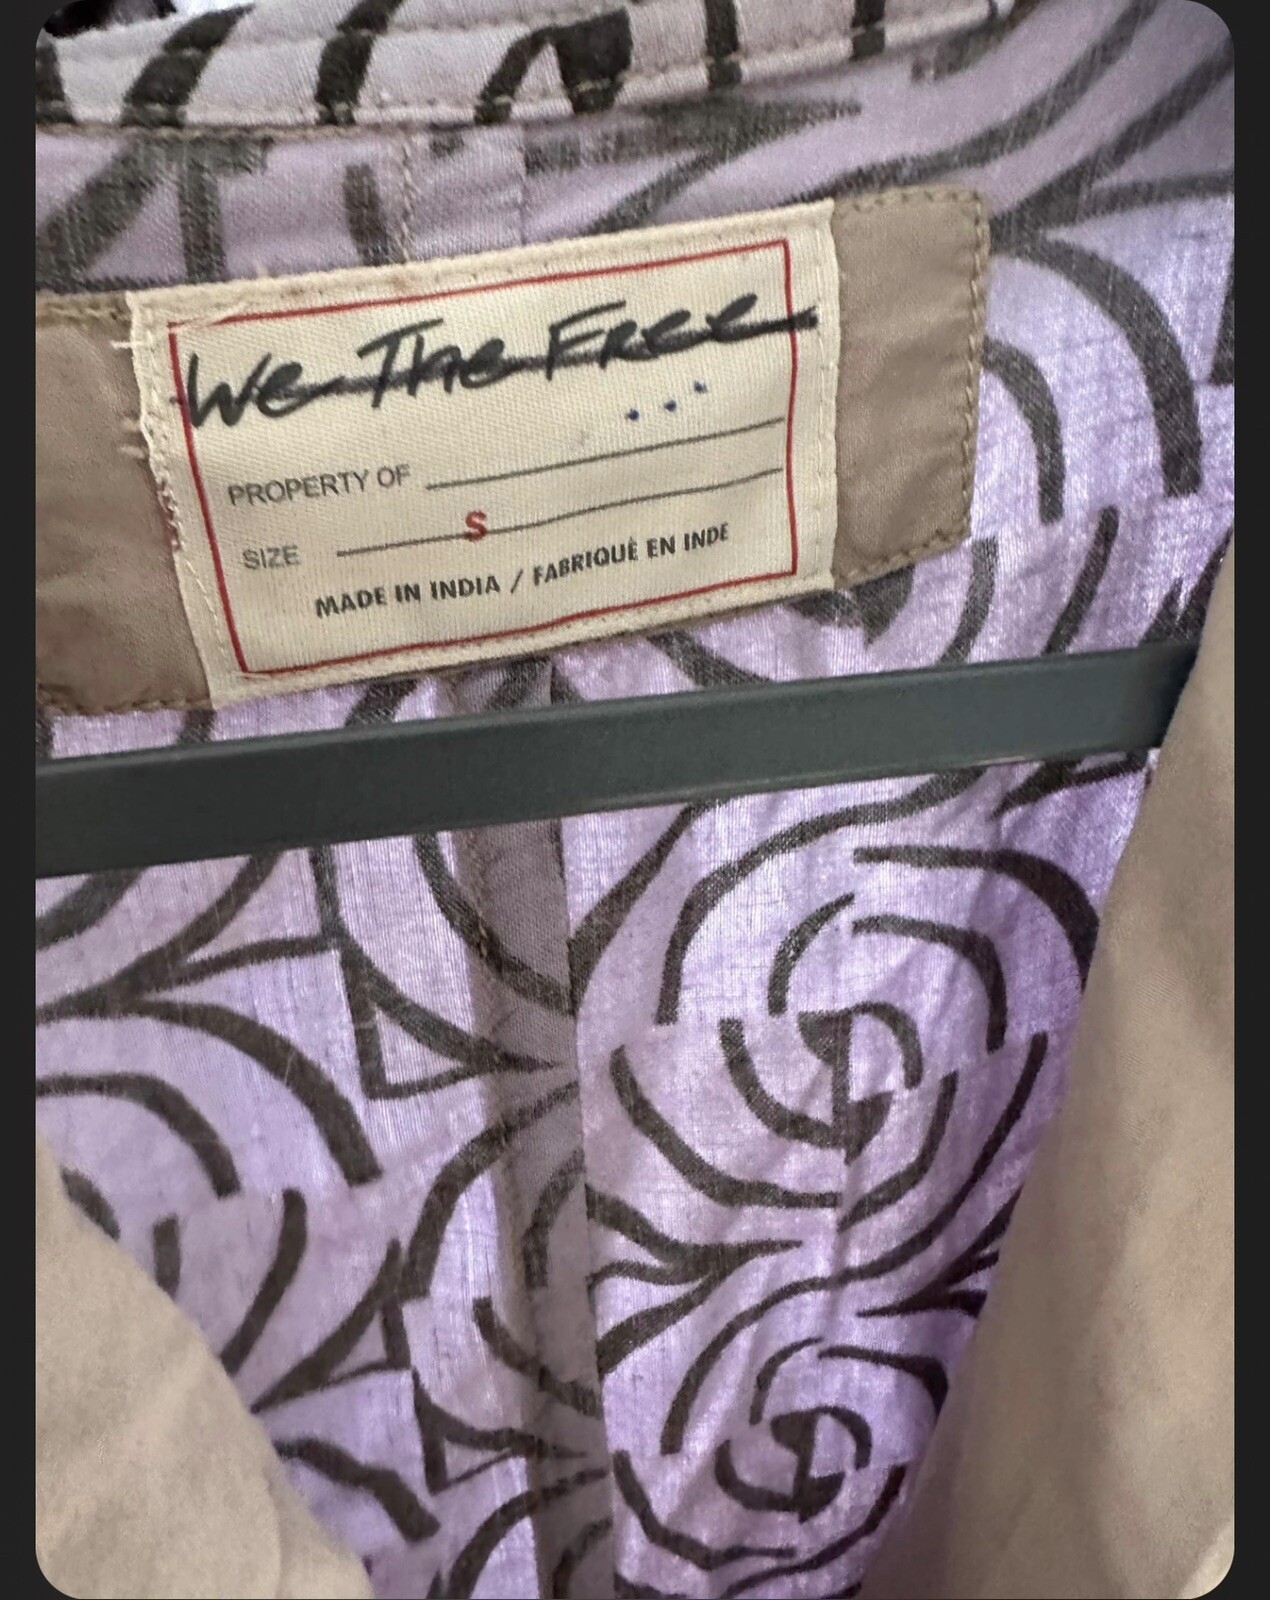 We The Free
PROPERTY OF
SIZE S
MADE IN INDIA / FABRIQUÉ EN INDE